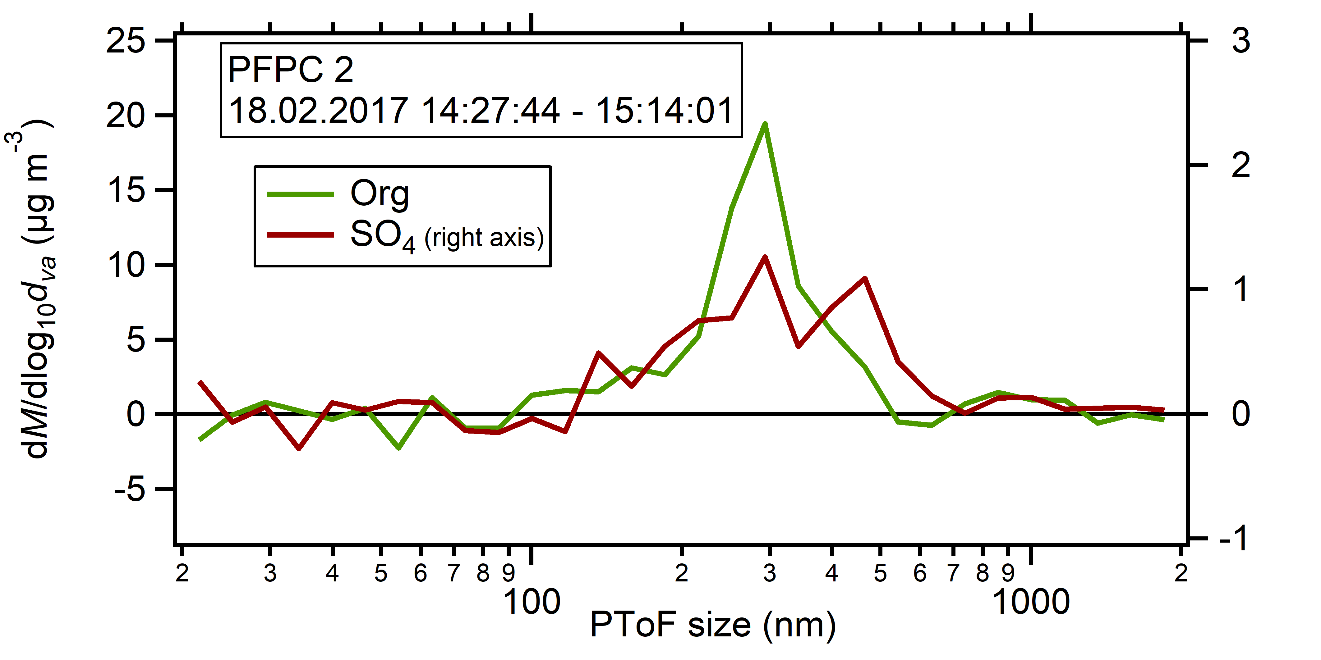 PFPC 2
18.02.2017 14:27:44 - 15:14:01
Org
SO₄ (right axis)
dM/dlog₁₀dᵥₐ (µg m⁻³)
25
20
15
10
5
0
-5
3
2
1
0
-1
2 3 4 5 6 7 8 9 100 2 3 4 5 6 7 8 9 1000 2
PToF size (nm)